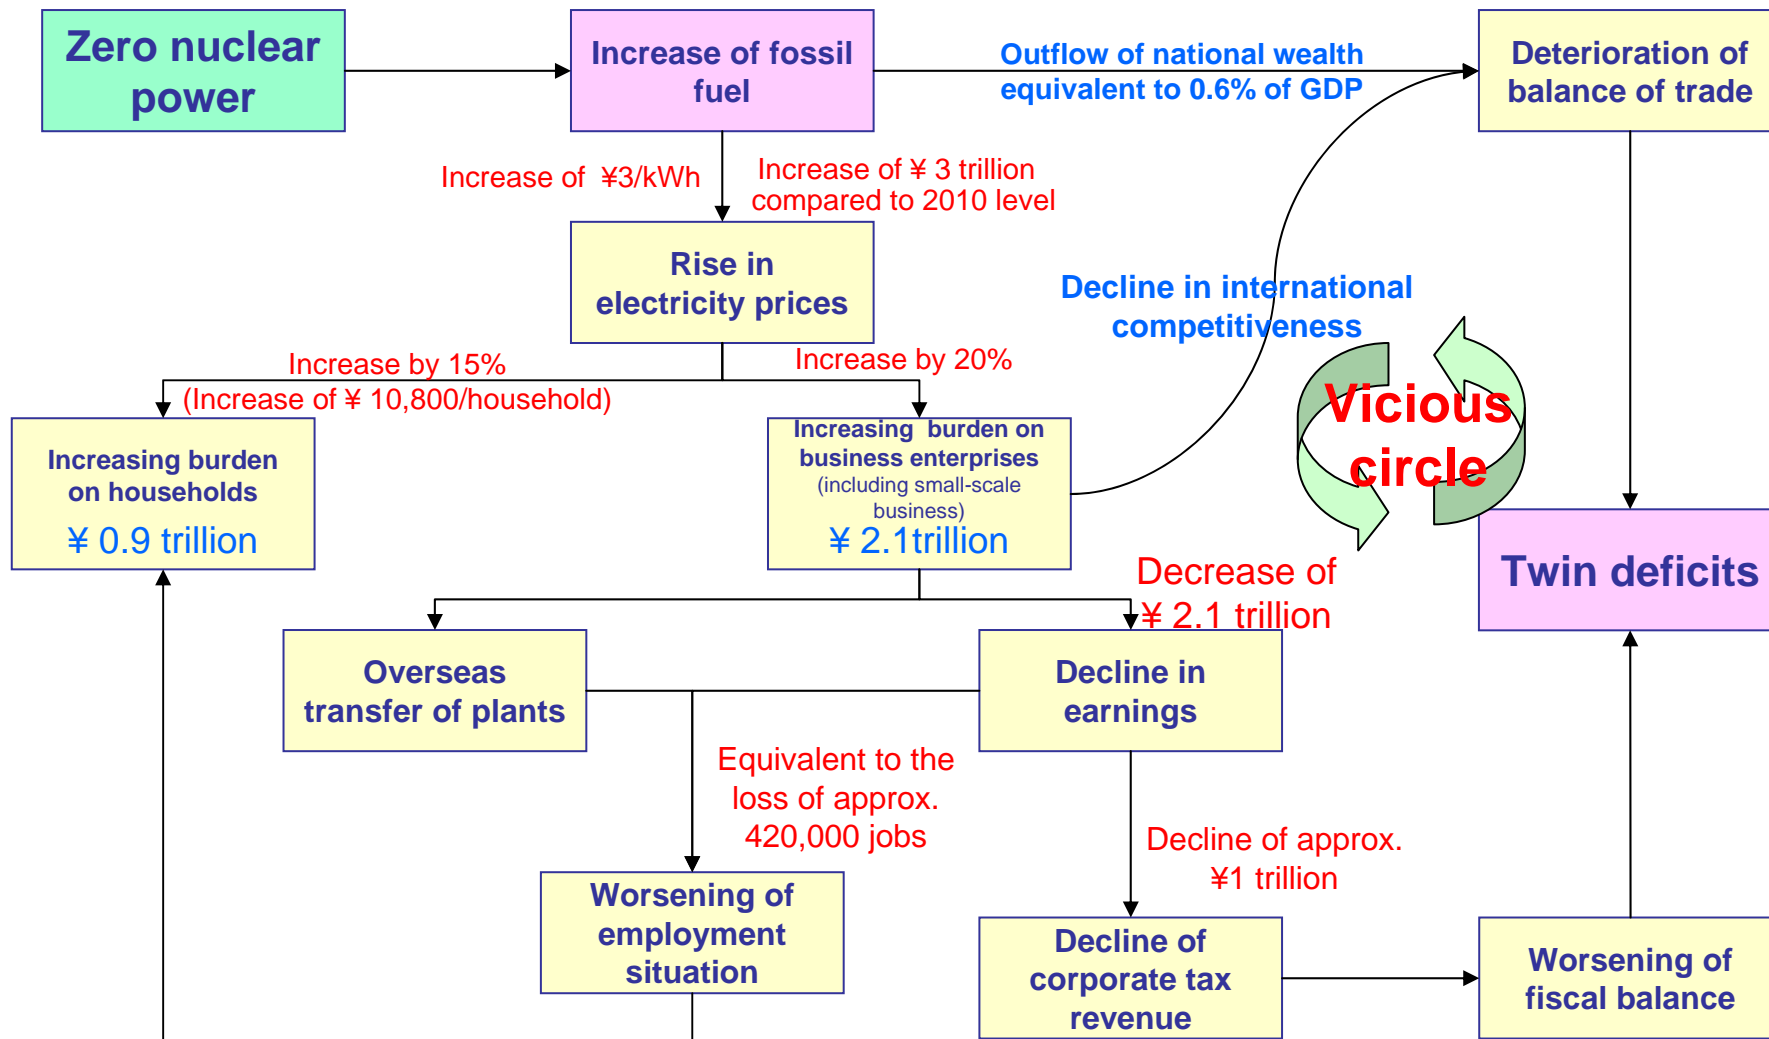 Zero nuclear
power
Increase of fossil
fuel
Outflow of national wealth
equivalent to 0.6% of GDP
Deterioration of
balance of trade
Increase of  ¥3/kWh
Increase of ¥ 3 trillion
compared to 2010 level
Rise in
electricity prices
Decline in international
competitiveness
Increase by 15%
(Increase of ¥ 10,800/household)
Increase by 20%
Vicious
circle
Increasing burden
on households
¥ 0.9 trillion
Increasing  burden on
business enterprises
(including small-scale
business)
¥ 2.1trillion
Twin deficits
Decrease of
¥ 2.1 trillion
Overseas
transfer of plants
Decline in
earnings
Equivalent to the
loss of approx.
420,000 jobs
Decline of approx.
¥1 trillion
Worsening of
employment
situation
Decline of
corporate tax
revenue
Worsening of
fiscal balance